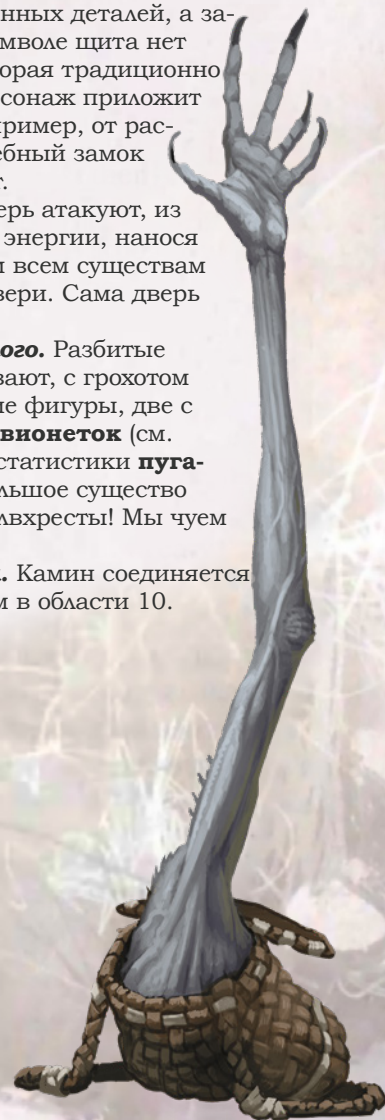 нных деталей, а за-
имволе щита нет
орая традиционно
сонаж приложит
ример, от рас-
ебный замок
т.
ерь атакуют, из
энергии, нанося
и всем существам
вери. Сама дверь
ого. Разбитые
вают, с грохотом
ие фигуры, две с
вионеток (см.
статистики пуга-
льшое существо
лвхресты! Мы чуем
. Камин соединяется
м в области 10.